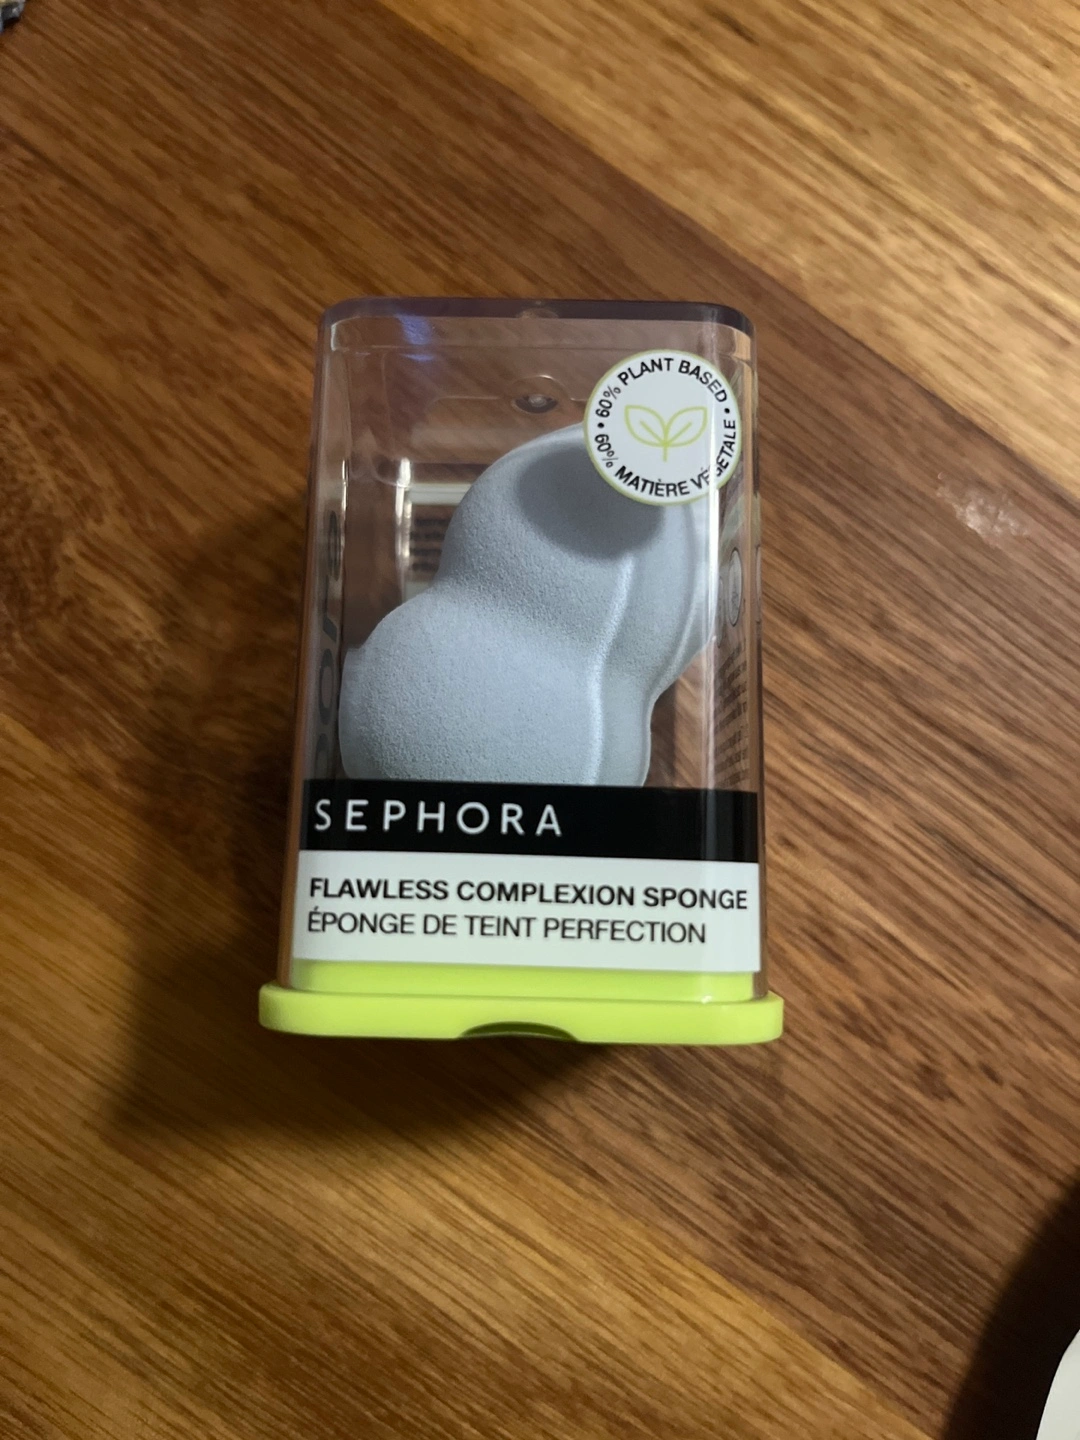 60% PLANT BASED •
60% MATIÈRE VÉGÉTALE •
SEPHORA
FLAWLESS COMPLEXION SPONGE
ÉPONGE DE TEINT PERFECTION